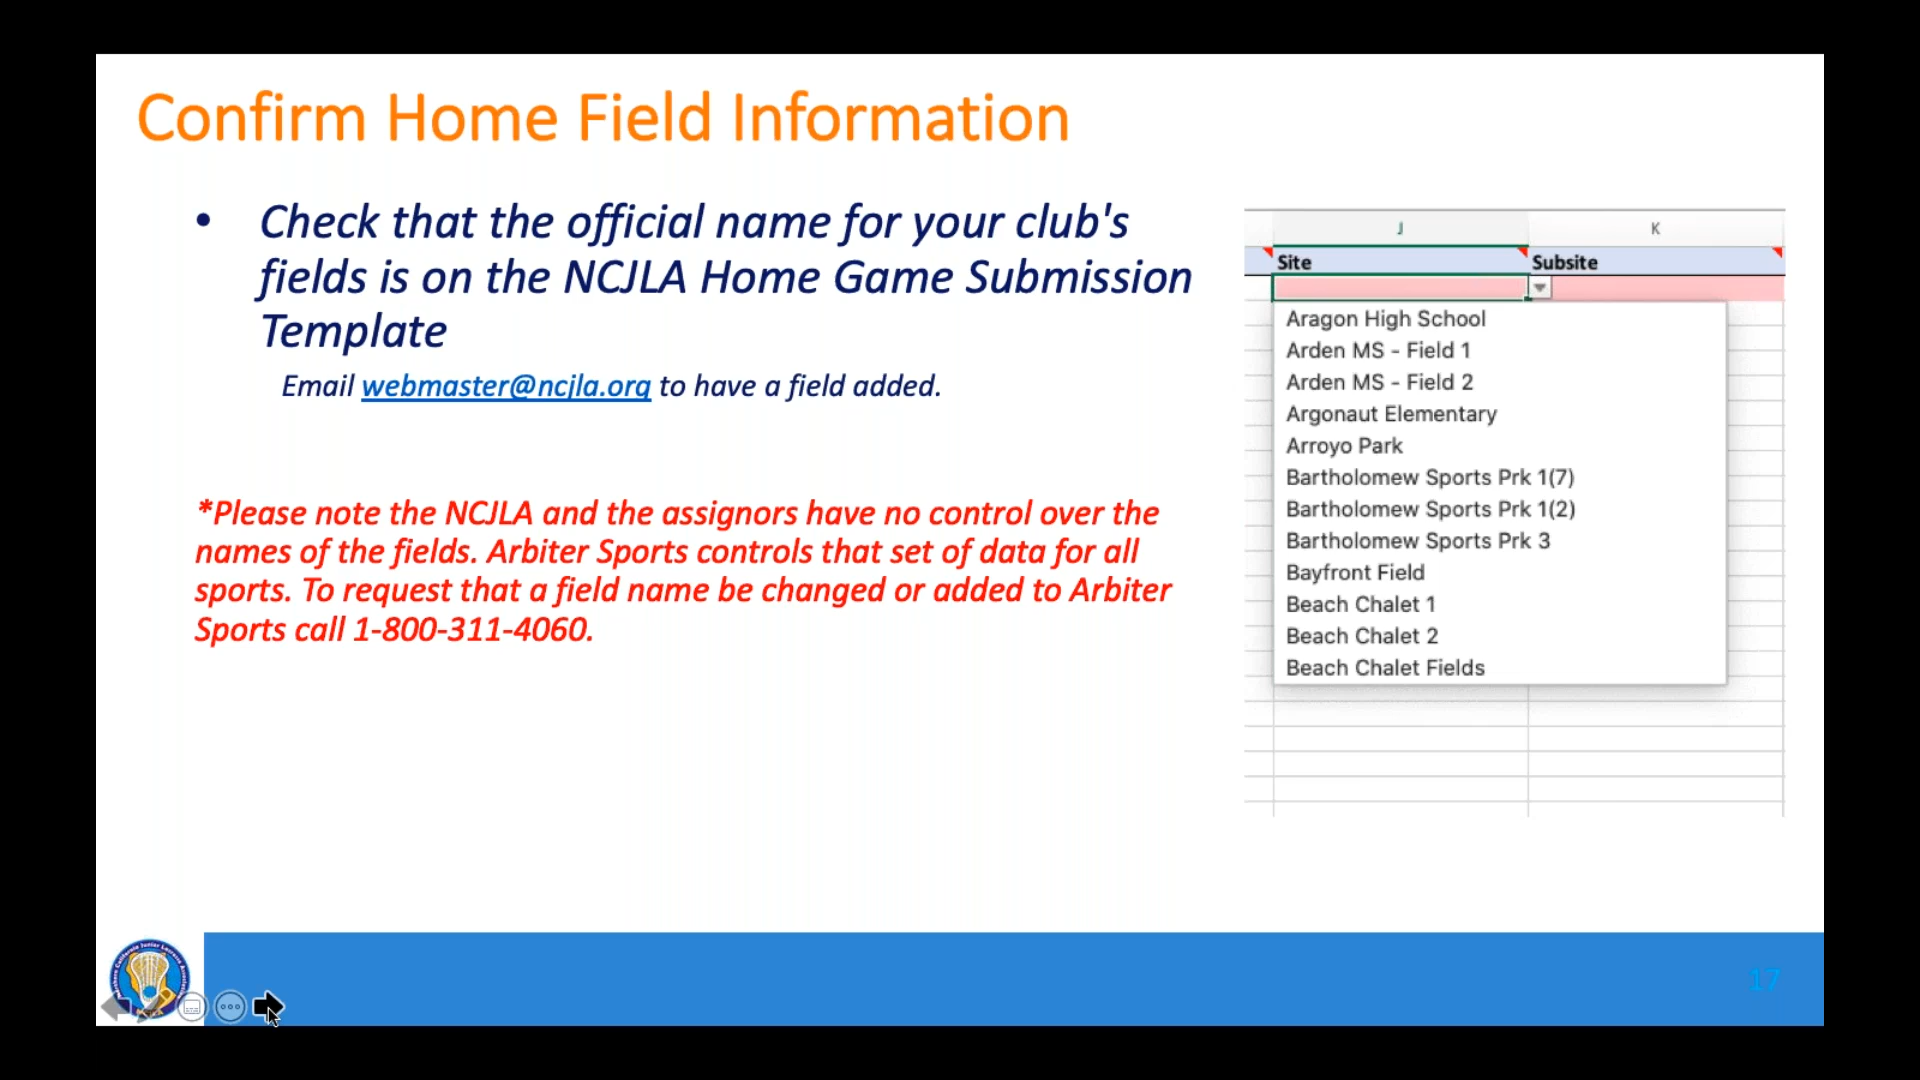 Confirm Home Field Information
• Check that the official name for your club's
fields is on the NCJLA Home Game Submission
Template
Email webmaster@ncjla.org to have a field added.
*Please note the NCJLA and the assignors have no control over the
names of the fields. Arbiter Sports controls that set of data for all
sports. To request that a field name be changed or added to Arbiter
Sports call 1-800-311-4060.
J K
Site Subsite
Aragon High School
Arden MS - Field 1
Arden MS - Field 2
Argonaut Elementary
Arroyo Park
Bartholomew Sports Prk 1(7)
Bartholomew Sports Prk 1(2)
Bartholomew Sports Prk 3
Bayfront Field
Beach Chalet 1
Beach Chalet 2
Beach Chalet Fields
17